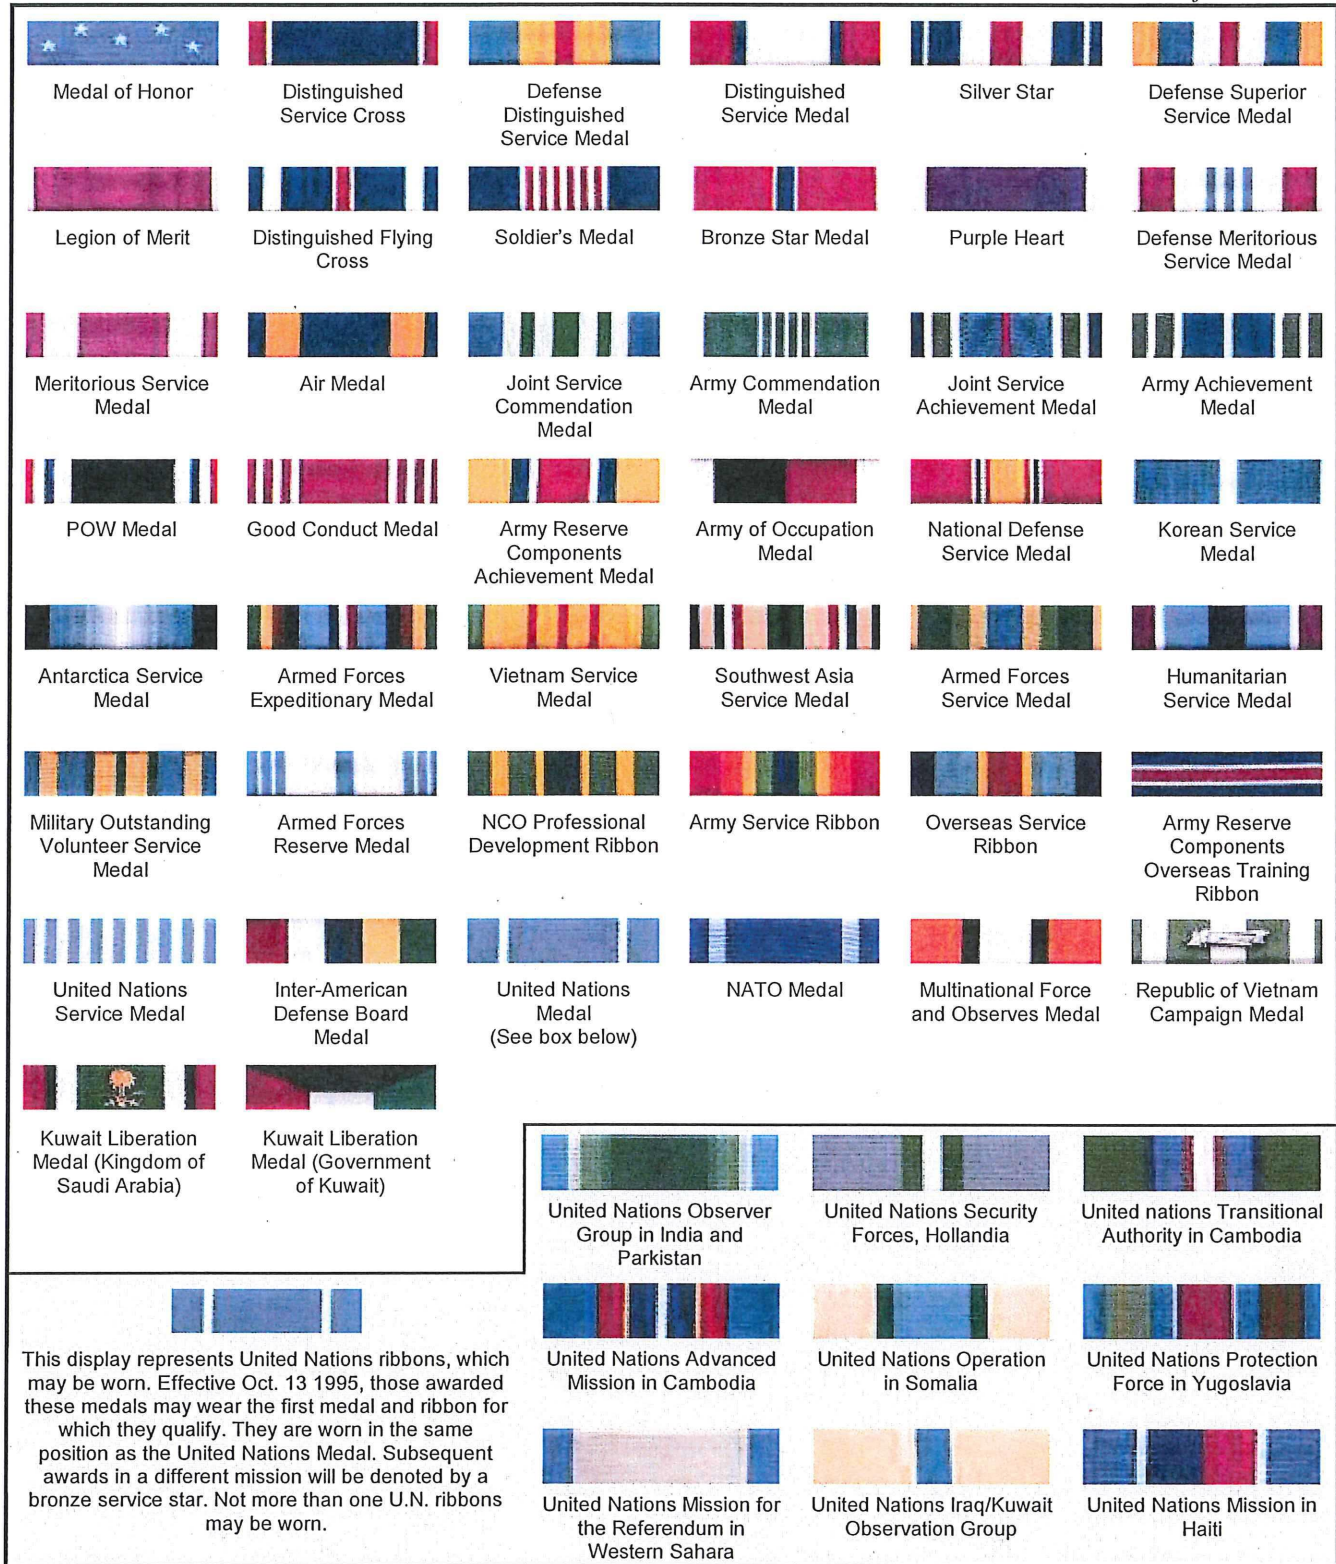 Medal of Honor
Distinguished
Service Cross
Defense
Distinguished
Service Medal
Distinguished
Service Medal
Silver Star
Defense Superior
Service Medal
Legion of Merit
Distinguished Flying
Cross
Soldier's Medal
Bronze Star Medal
Purple Heart
Defense Meritorious
Service Medal
Meritorious Service
Medal
Air Medal
Joint Service
Commendation
Medal
Army Commendation
Medal
Joint Service
Achievement Medal
Army Achievement
Medal
POW Medal
Good Conduct Medal
Army Reserve
Components
Achievement Medal
Army of Occupation
Medal
National Defense
Service Medal
Korean Service
Medal
Antarctica Service
Medal
Armed Forces
Expeditionary Medal
Vietnam Service
Medal
Southwest Asia
Service Medal
Armed Forces
Service Medal
Humanitarian
Service Medal
Military Outstanding
Volunteer Service
Medal
Armed Forces
Reserve Medal
NCO Professional
Development Ribbon
Army Service Ribbon
Overseas Service
Ribbon
Army Reserve
Components
Overseas Training
Ribbon
United Nations
Service Medal
Inter-American
Defense Board
Medal
United Nations
Medal
(See box below)
NATO Medal
Multinational Force
and Observes Medal
Republic of Vietnam
Campaign Medal
Kuwait Liberation
Medal (Kingdom of
Saudi Arabia)
Kuwait Liberation
Medal (Government
of Kuwait)
United Nations Observer
Group in India and
Parkistan
United Nations Security
Forces, Hollandia
United nations Transitional
Authority in Cambodia
This display represents United Nations ribbons, which
may be worn. Effective Oct. 13 1995, those awarded
these medals may wear the first medal and ribbon for
which they qualify. They are worn in the same
position as the United Nations Medal. Subsequent
awards in a different mission will be denoted by a
bronze service star. Not more than one U.N. ribbons
may be worn.
United Nations Advanced
Mission in Cambodia
United Nations Operation
in Somalia
United Nations Protection
Force in Yugoslavia
United Nations Mission for
the Referendum in
Western Sahara
United Nations Iraq/Kuwait
Observation Group
United Nations Mission in
Haiti